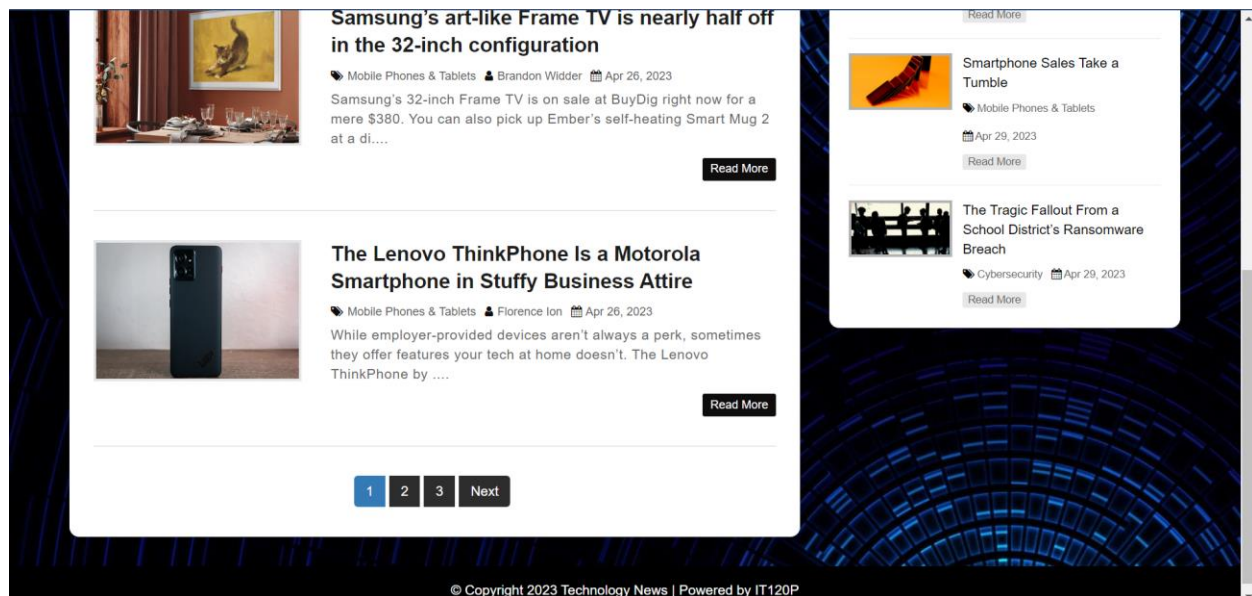 Samsung's art-like Frame TV is nearly half off
in the 32-inch configuration
Mobile Phones & Tablets Brandon Widder Apr 26, 2023
Samsung's 32-inch Frame TV is on sale at BuyDig right now for a
mere $380. You can also pick up Ember's self-heating Smart Mug 2
at a di....
Read More
The Lenovo ThinkPhone Is a Motorola
Smartphone in Stuffy Business Attire
Mobile Phones & Tablets Florence Ion Apr 26, 2023
While employer-provided devices aren't always a perk, sometimes
they offer features your tech at home doesn't. The Lenovo
ThinkPhone by ....
Read More
1 2 3 Next
Read More
Smartphone Sales Take a
Tumble
Mobile Phones & Tablets
Apr 29, 2023
Read More
The Tragic Fallout From a
School District's Ransomware
Breach
Cybersecurity Apr 29, 2023
Read More
© Copyright 2023 Technology News | Powered by IT120P